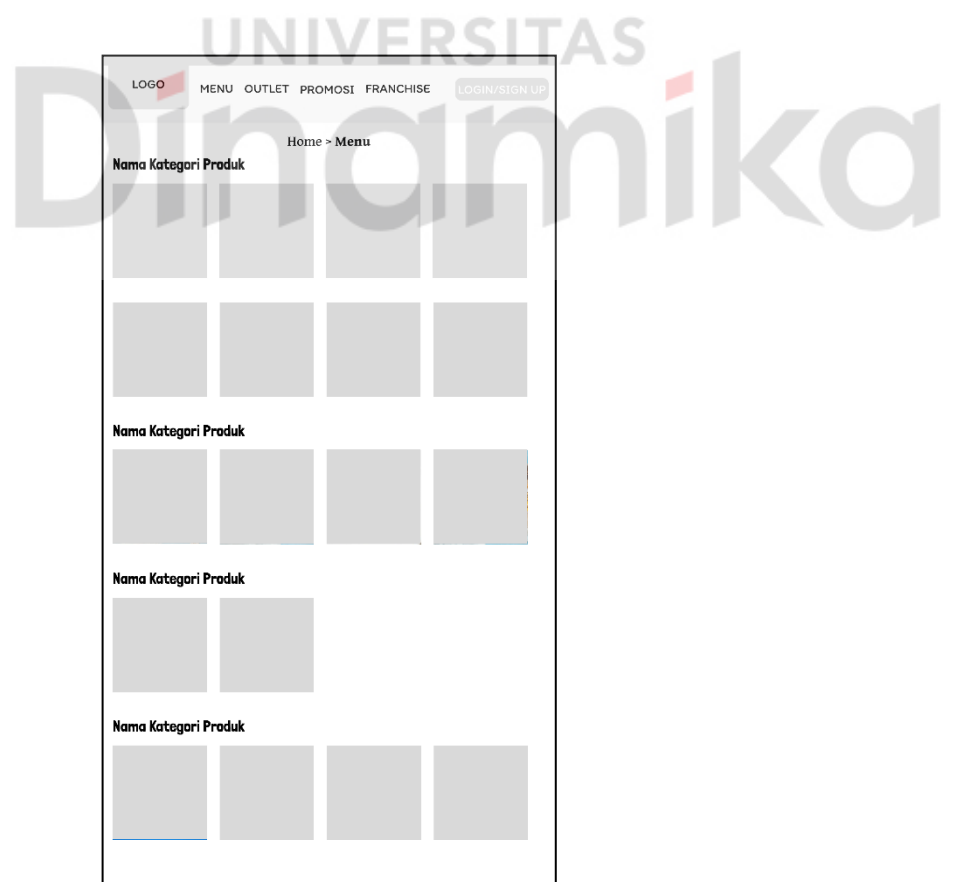 UNIVERSITAS
Dinamika
LOGO MENU OUTLET PROMOSI FRANCHISE LOGIN/SIGN UP
Home > Menu
Nama Kategori Produk
Nama Kategori Produk
Nama Kategori Produk
Nama Kategori Produk